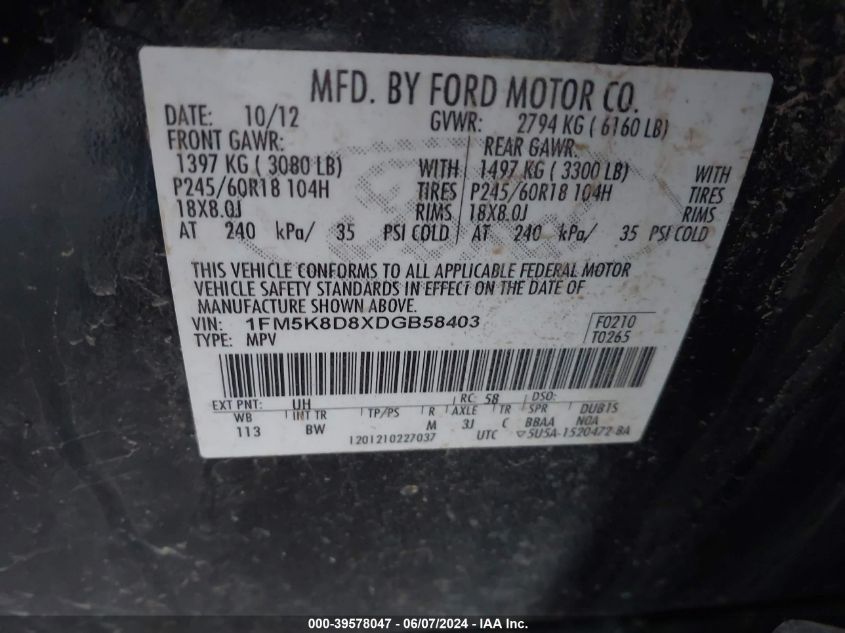 MFD. BY FORD MOTOR CO.
DATE: 10/12 GVWR: 2794 KG ( 6160 LB)
FRONT GAWR: REAR GAWR:
1397 KG ( 3080 LB) WITH 1497 KG ( 3300 LB) WITH
P245/60R18 104H TIRES P245/60R18 104H TIRES
18X8.0J RIMS 18X8.0J RIMS
AT 240 kPa/ 35 PSI COLD AT 240 kPa/ 35 PSI COLD
THIS VEHICLE CONFORMS TO ALL APPLICABLE FEDERAL MOTOR
VEHICLE SAFETY STANDARDS IN EFFECT ON THE DATE OF
MANUFACTURE SHOWN ABOVE.
VIN: 1FM5K8D8XDGB58403 F0210
TYPE: MPV T0265
EXT PNT: UH RC: 58 DSO:
WB INT TR TP/PS R AXLE TR SPR DUB15
113 BW M 3J C BBAA N0A
1201210227037 UTC ▽5U5A-1520472-BA
000-39578047 - 06/07/2024 - IAA Inc.